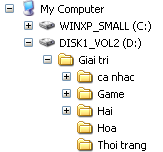 My Computer
WINXP_SMALL (C:)
DISK1_VOL2 (D:)
Giai tri
ca nhac
Game
Hai
Hoa
Thoi trang